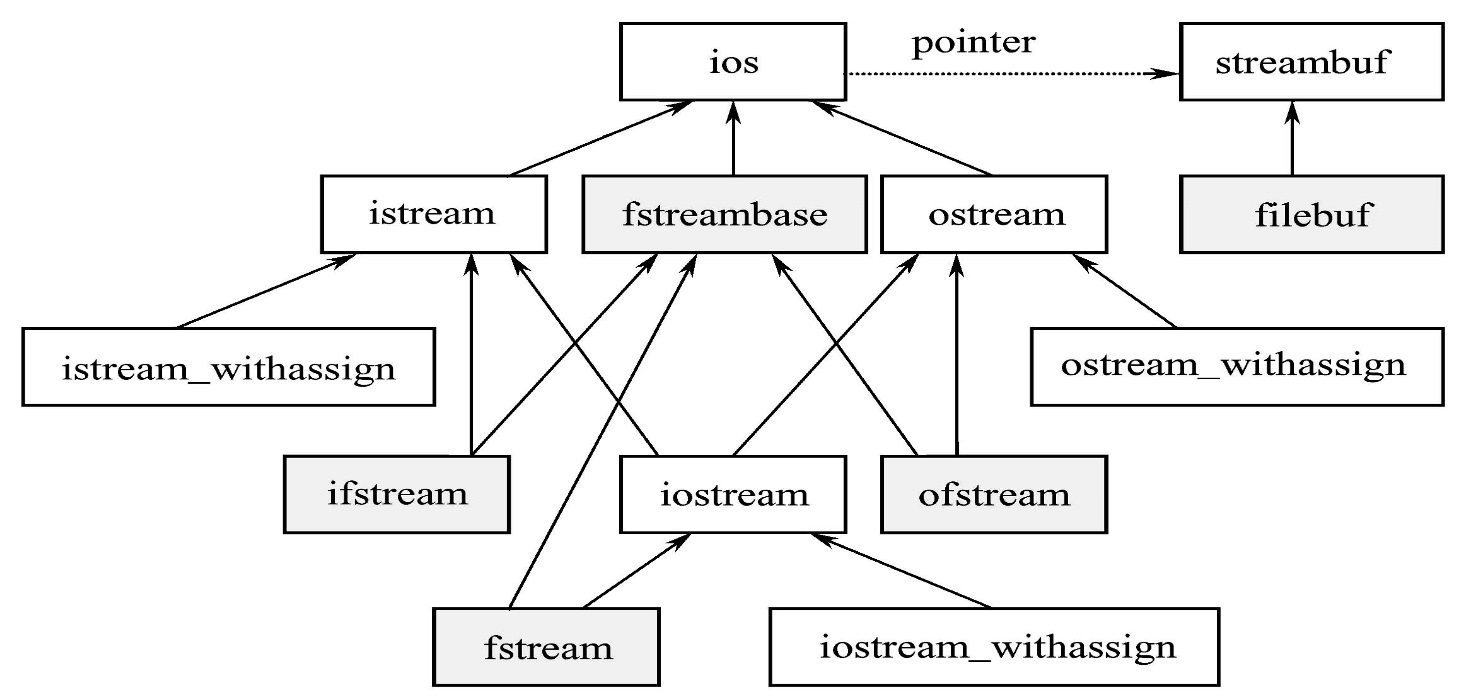 pointer
ios
streambuf
istream
fstreambase
ostream
filebuf
istream_withassign
ostream_withassign
ifstream
iostream
ofstream
fstream
iostream_withassign